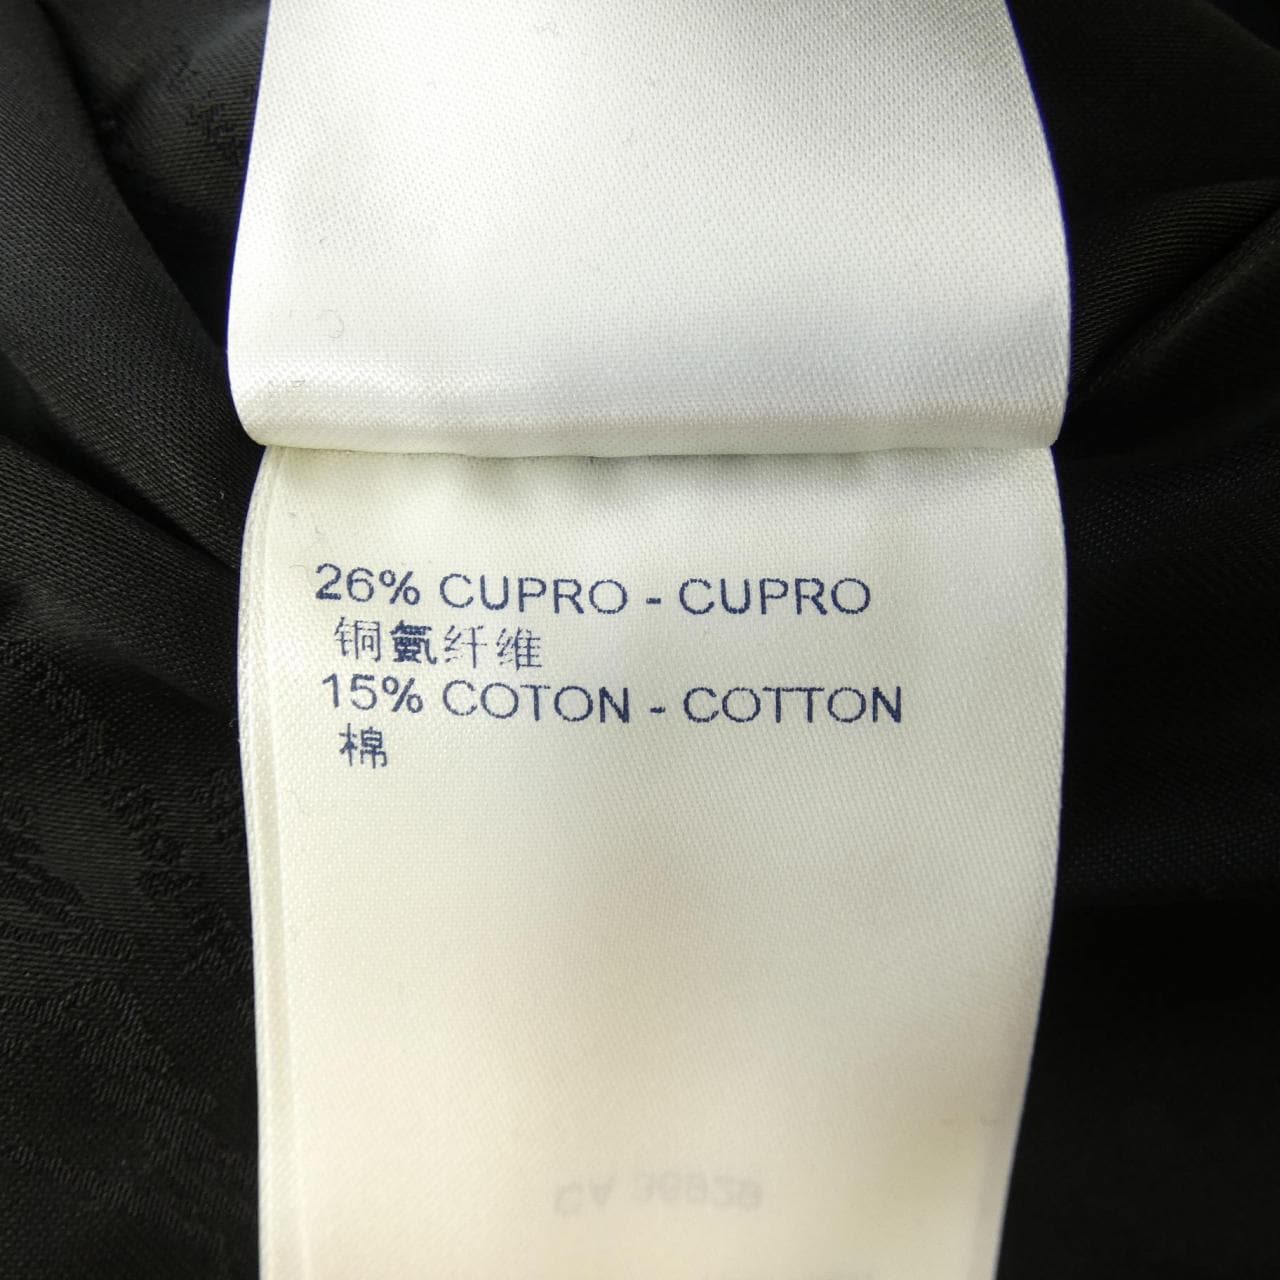 26% CUPRO - CUPRO
铜氨纤维
15% COTON - COTTON
棉